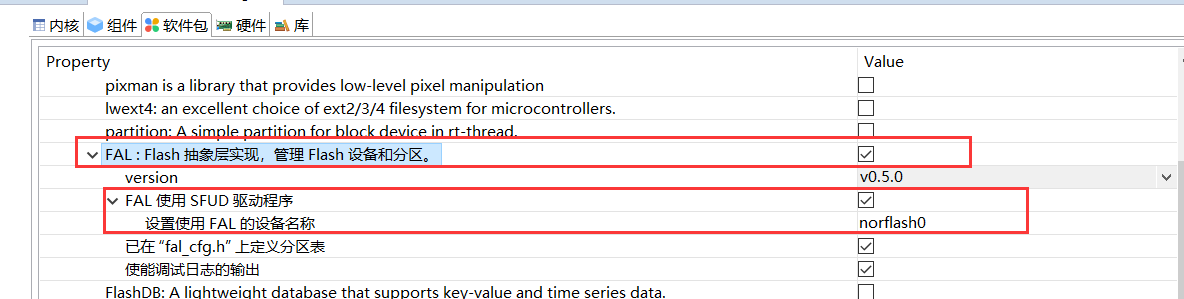 内核 组件 软件包 硬件 库
Property Value
pixman is a library that provides low-level pixel manipulation
lwext4: an excellent choice of ext2/3/4 filesystem for microcontrollers.
partition: A simple partition for block device in rt-thread.
FAL : Flash 抽象层实现，管理 Flash 设备和分区。
version v0.5.0
FAL 使用 SFUD 驱动程序
设置使用 FAL 的设备名称 norflash0
已在 “fal_cfg.h” 上定义分区表
使能调试日志的输出
FlashDB: A lightweight database that supports key-value and time series data.